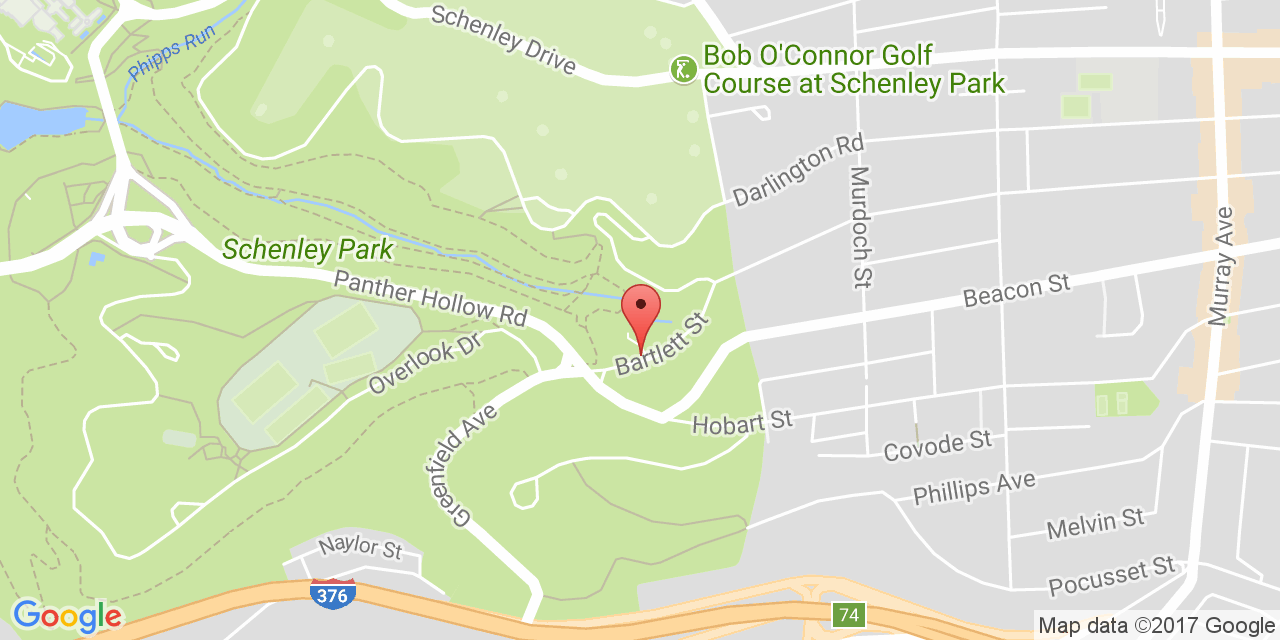 Schenley Drive
Phipps Run
Bob O'Connor Golf
Course at Schenley Park
Darlington Rd
Murdoch St
Murray Ave
Schenley Park
Panther Hollow Rd
Beacon St
Overlook Dr
Bartlett St
Greenfield Ave
Hobart St
Covode St
Phillips Ave
Melvin St
Naylor St
Pocusset St
376
74
Google
Map data ©2017 Google